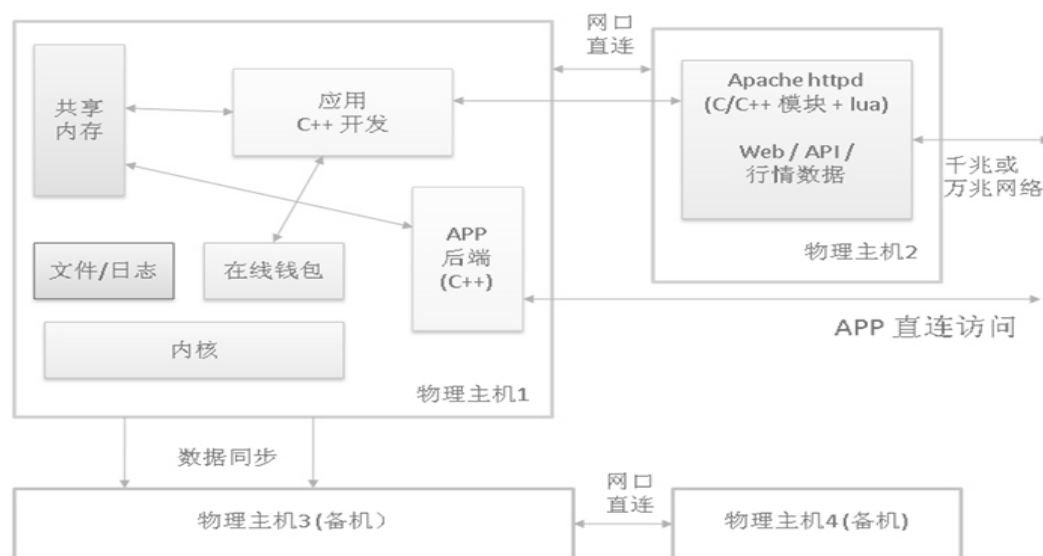 网口
直连
共享
内存
应用
C++ 开发
Apache httpd
(C/C++ 模块 + lua)
Web / API /
行情数据
千兆或
万兆网络
物理主机2
APP
后端
(C++)
文件/日志
在线钱包
APP 直连访问
内核
物理主机1
数据同步
网口
直连
物理主机3 (备机）
物理主机4 (备机)